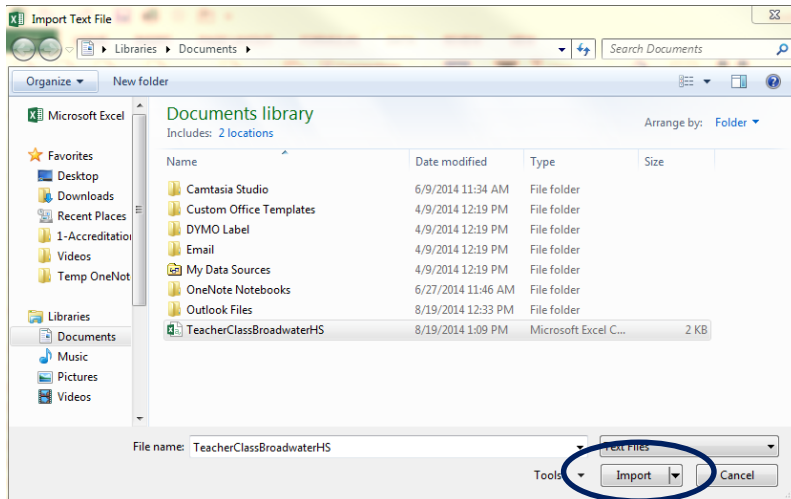 Import Text File
Libraries Documents Search Documents
Organize New folder
Microsoft Excel
Favorites
Desktop
Downloads
Recent Places
1-Accreditation
Videos
Temp OneNot
Libraries
Documents
Music
Pictures
Videos
Documents library
Includes: 2 locations
Arrange by: Folder
Name Date modified Type Size
Camtasia Studio 6/9/2014 11:34 AM File folder
Custom Office Templates 4/9/2014 12:19 PM File folder
DYMO Label 4/9/2014 12:19 PM File folder
Email 4/9/2014 12:19 PM File folder
My Data Sources 4/9/2014 12:19 PM File folder
OneNote Notebooks 6/27/2014 11:46 AM File folder
Outlook Files 8/19/2014 12:33 PM File folder
TeacherClassBroadwaterHS 8/19/2014 1:09 PM Microsoft Excel C... 2 KB
File name: TeacherClassBroadwaterHS Text Files
Tools Import Cancel